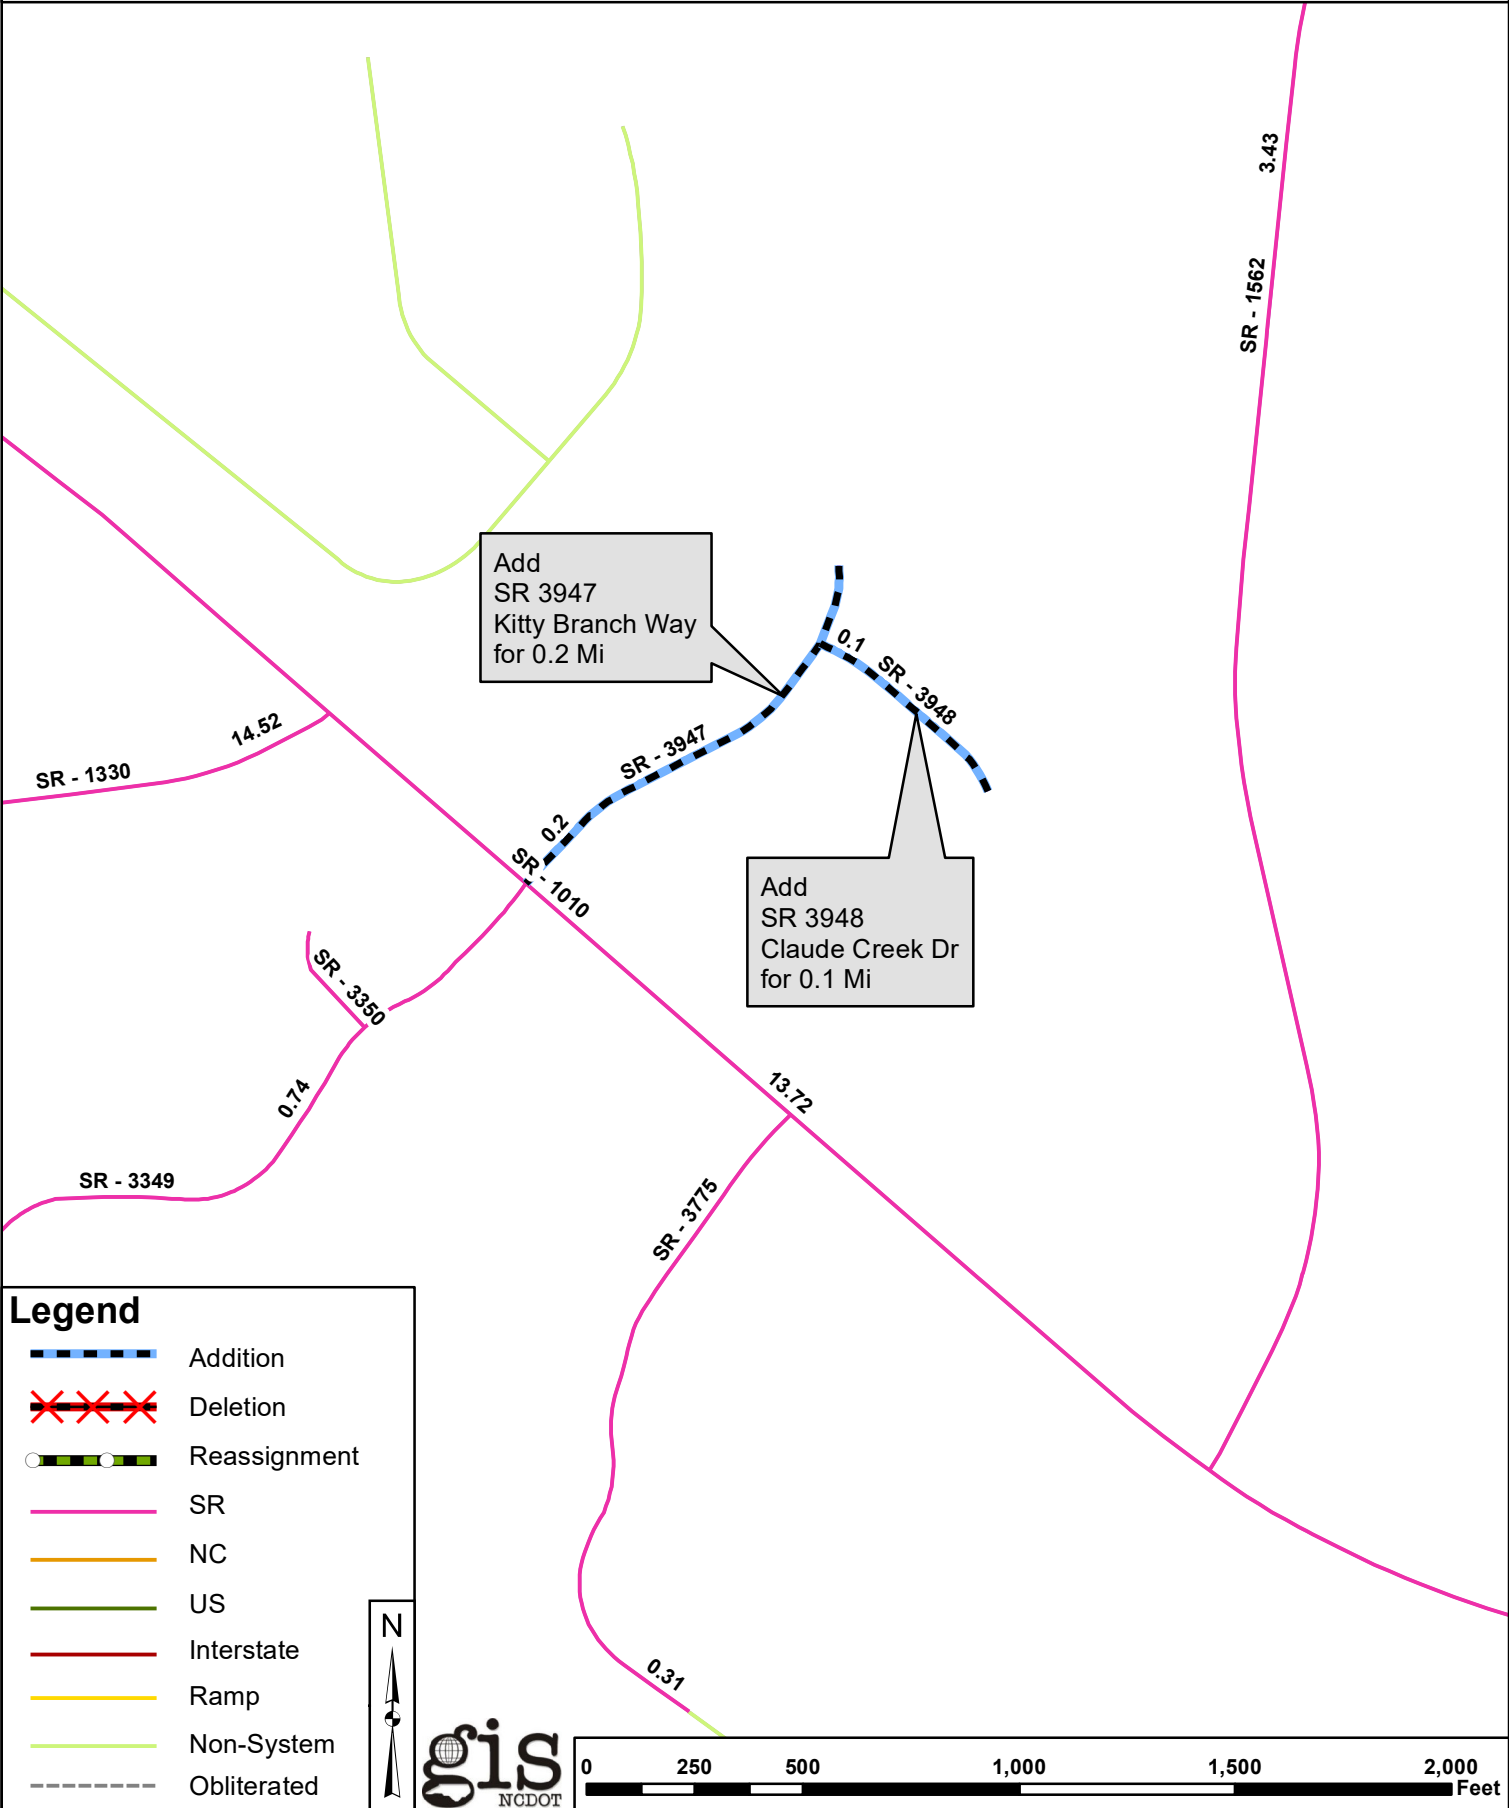 3.43
SR - 1562
Add
SR 3947
Kitty Branch Way
for 0.2 Mi
0.1
SR - 3948
14.52
SR - 1330
SR - 3947
0.2
SR - 1010
Add
SR 3948
Claude Creek Dr
for 0.1 Mi
SR - 3350
0.74
13.72
SR - 3349
SR - 3775
0.31
Legend
Addition
Deletion
Reassignment
SR
NC
US
Interstate
Ramp
Non-System
Obliterated
N
gis
NCDOT
0 250 500 1,000 1,500 2,000
Feet